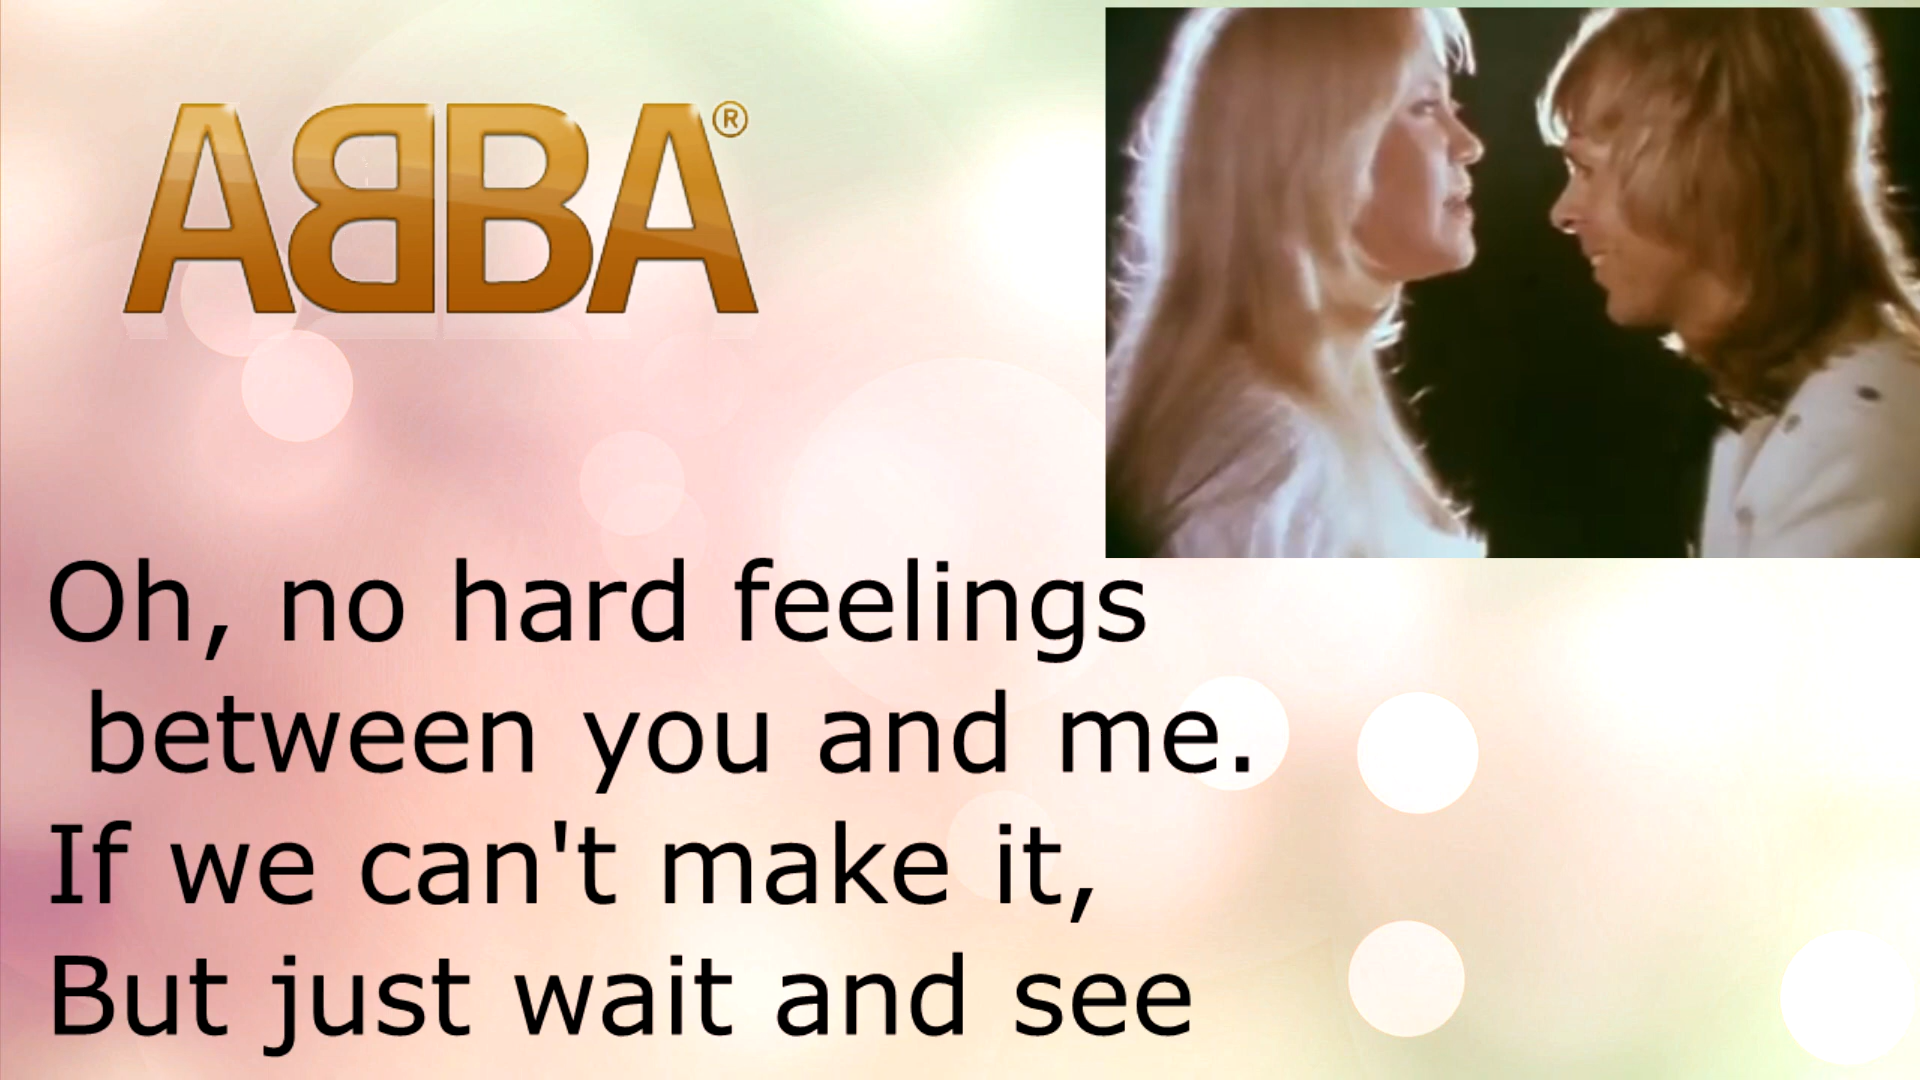 ABBA®
Oh, no hard feelings
between you and me.
If we can't make it,
But just wait and see